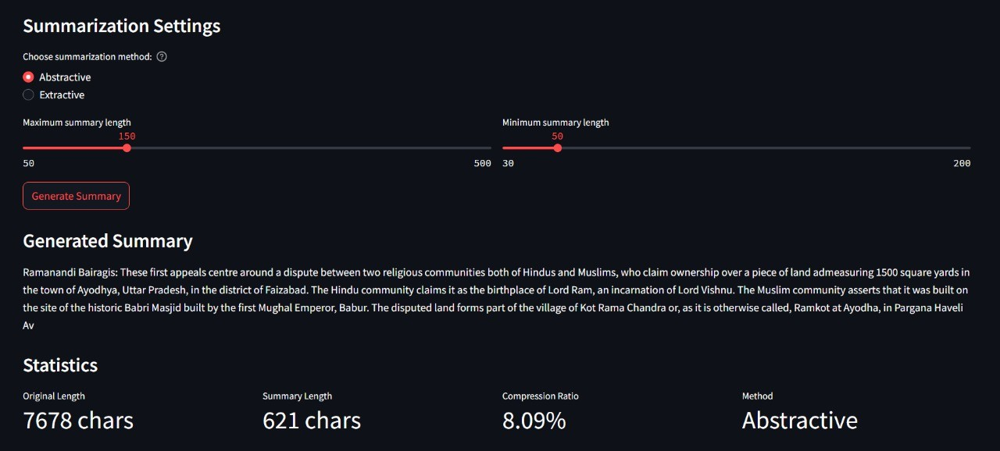 Summarization Settings
Choose summarization method:
Abstractive
Extractive
Maximum summary length
150
50
500
Minimum summary length
50
30
200
Generate Summary
Generated Summary
Ramanandi Bairagis: These first appeals centre around a dispute between two religious communities both of Hindus and Muslims, who claim ownership over a piece of land admeasuring 1500 square yards in
the town of Ayodhya, Uttar Pradesh, in the district of Faizabad. The Hindu community claims it as the birthplace of Lord Ram, an incarnation of Lord Vishnu. The Muslim community asserts that it was built on
the site of the historic Babri Masjid built by the first Mughal Emperor, Babur. The disputed land forms part of the village of Kot Rama Chandra or, as it is otherwise called, Ramkot at Ayodha, in Pargana Haveli
Av
Statistics
Original Length
7678 chars
Summary Length
621 chars
Compression Ratio
8.09%
Method
Abstractive